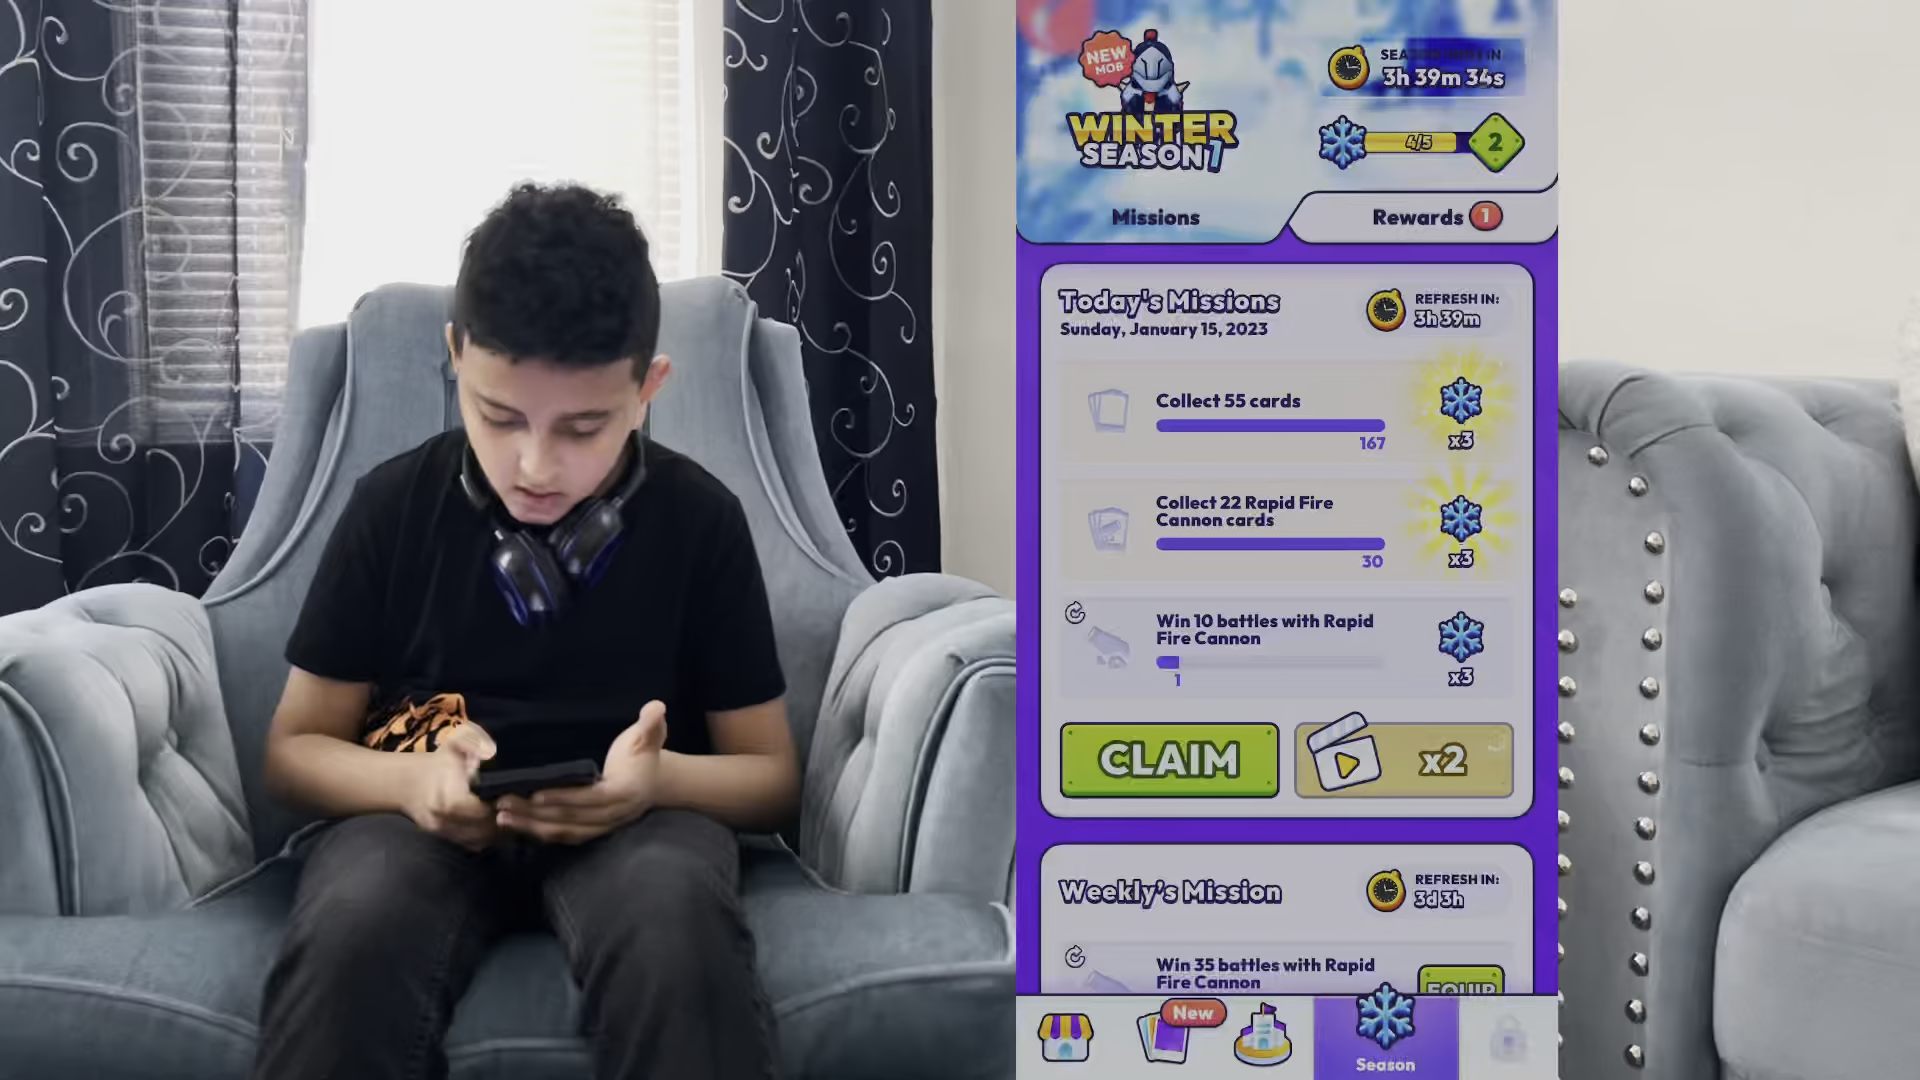 NEW
MOB
WINTER
SEASON 1
3h 39m 34s
4/5
2
Missions
Rewards 1
Today's Missions
Sunday, January 15, 2023
REFRESH IN:
3h 39m
Collect 55 cards
167
x3
Collect 22 Rapid Fire
Cannon cards
30
x3
Win 10 battles with Rapid
Fire Cannon
1
x3
CLAIM
x2
Weekly's Mission
REFRESH IN:
3d 3h
Win 35 battles with Rapid
Fire Cannon
EQUIP
New
Season